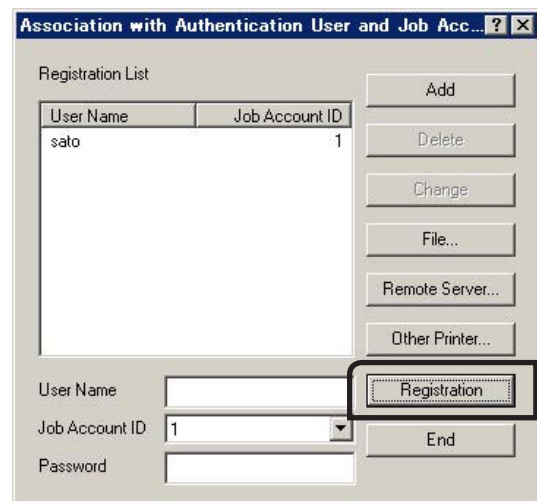 Association with Authentication User and Job Acc...
Registration List
User Name Job Account ID
sato 1
Add
Delete
Change
File...
Remote Server...
Other Printer...
User Name
Registration
Job Account ID 1
End
Password